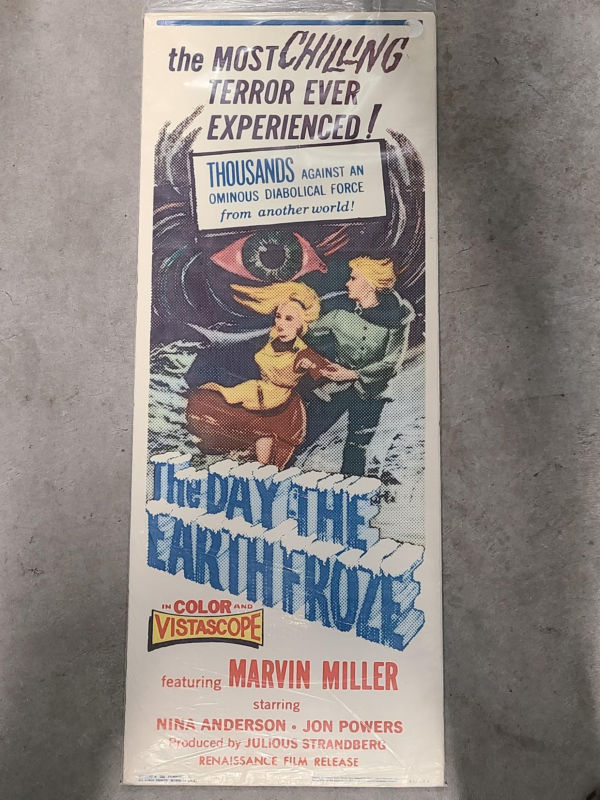 the MOST CHILLING
TERROR EVER
EXPERIENCED!
THOUSANDS AGAINST AN
OMINOUS DIABOLICAL FORCE
from another world!
The DAY THE
EARTH FROZE
IN COLOR AND
VISTASCOPE
featuring MARVIN MILLER
starring
NINA ANDERSON • JON POWERS
Produced by JULIOUS STRANDBERG
RENAISSANCE FILM RELEASE